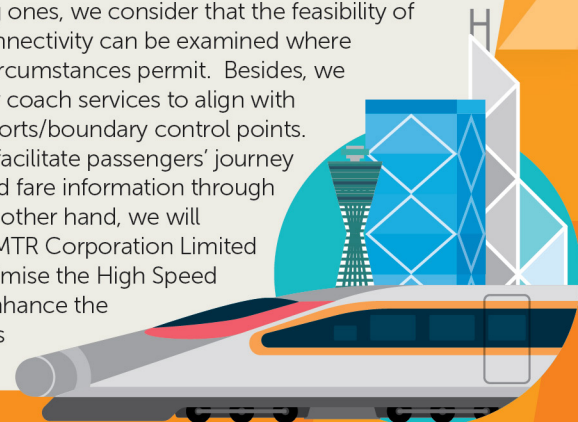 ones, we consider that the feasibility of
nnectivity can be examined where
rcumstances permit.  Besides, we
coach services to align with
orts/boundary control points.
facilitate passengers’ journey
d fare information through
other hand, we will
MTR Corporation Limited
mise the High Speed
nhance the
s